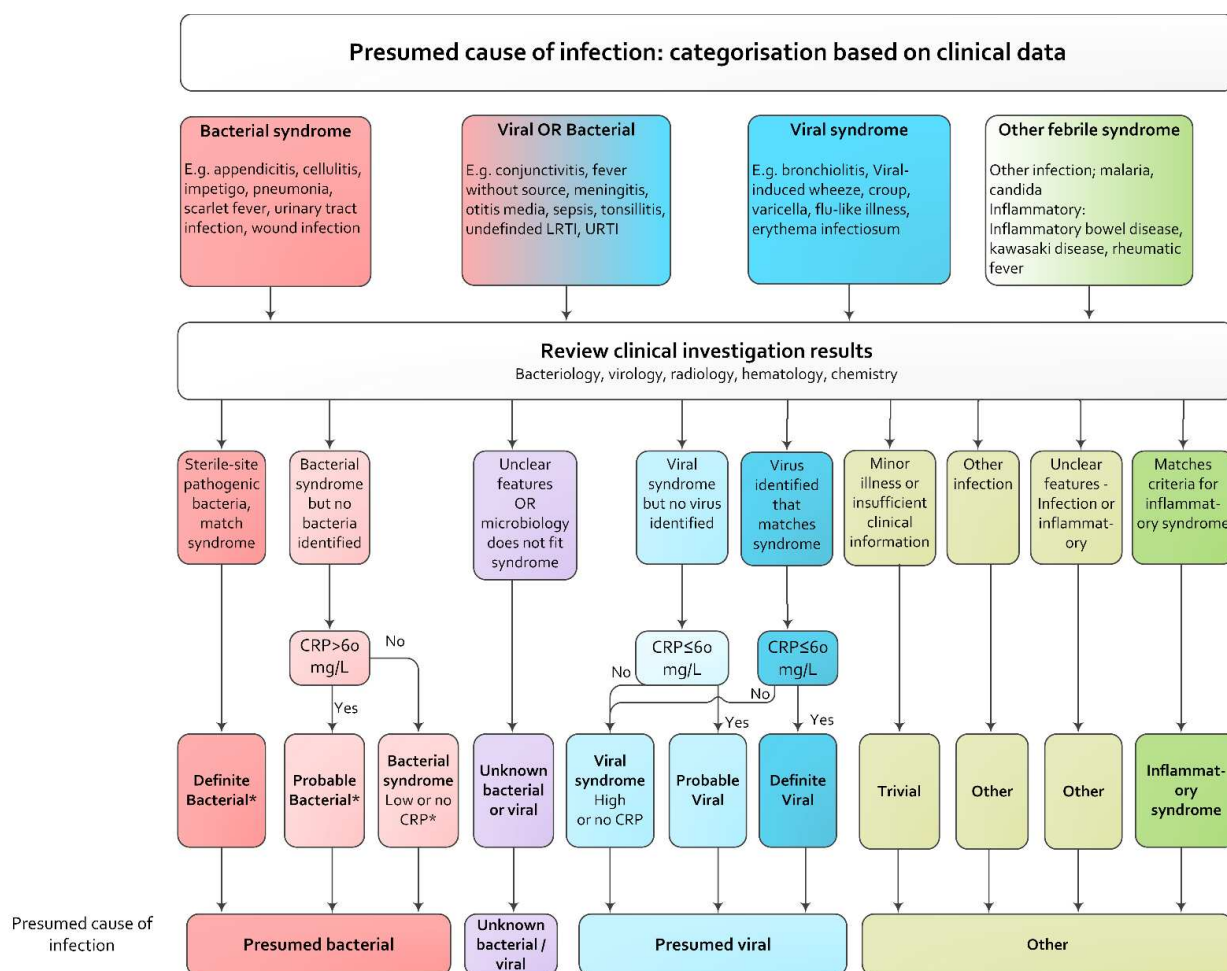 Presumed cause of infection: categorisation based on clinical data
Bacterial syndrome
E.g. appendicitis, cellulitis,
impetigo, pneumonia,
scarlet fever, urinary tract
infection, wound infection
Viral OR Bacterial
E.g. conjunctivitis, fever
without source, meningitis,
otitis media, sepsis, tonsillitis,
undefinded LRTI, URTI
Viral syndrome
E.g. bronchiolitis, Viral-
induced wheeze, croup,
varicella, flu-like illness,
erythema infectiosum
Other febrile syndrome
Other infection; malaria,
candida
Inflammatory:
Inflammatory bowel disease,
kawasaki disease, rheumatic
fever
Review clinical investigation results
Bacteriology, virology, radiology, hematology, chemistry
Sterile-site
pathogenic
bacteria,
match
syndrome
Bacterial
syndrome
but no
bacteria
identified
Unclear
features
OR
microbiology
does not fit
syndrome
Viral
syndrome
but no virus
identified
Virus
identified
that
matches
syndrome
Minor
illness or
insufficient
clinical
information
Other
infection
Unclear
features -
Infection or
inflammat-
ory
Matches
criteria for
inflammat-
ory syndrome
CRP>60
mg/L
No
Yes
CRP≤60
mg/L
No
Yes
CRP≤60
mg/L
No
Yes
Definite
Bacterial*
Probable
Bacterial*
Bacterial
syndrome
Low or no
CRP*
Unknown
bacterial
or viral
Viral
syndrome
High
or no CRP
Probable
Viral
Definite
Viral
Trivial
Other
Other
Inflammat-
ory
syndrome
Presumed cause of
infection
Presumed bacterial
Unknown
bacterial /
viral
Presumed viral
Other